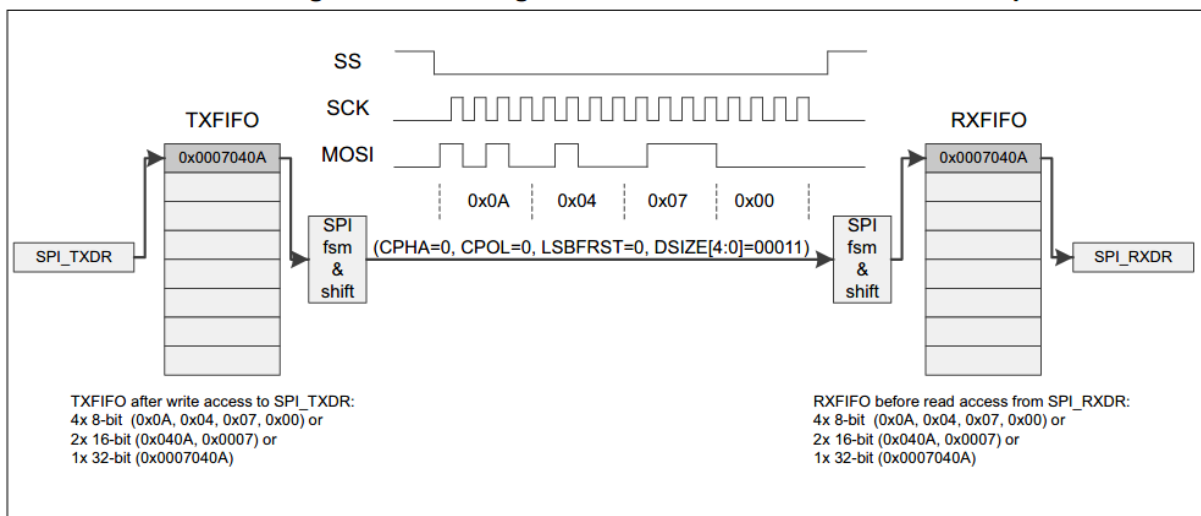 SS
SCK
MOSI
TXFIFO
RXFIFO
0x0007040A
0x0007040A
0x0A 0x04 0x07 0x00
SPI_TXDR
SPI
fsm
&
shift
(CPHA=0, CPOL=0, LSBFRST=0, DSIZE[4:0]=00011)
SPI
fsm
&
shift
SPI_RXDR
TXFIFO after write access to SPI_TXDR:
4x 8-bit (0x0A, 0x04, 0x07, 0x00) or
2x 16-bit (0x040A, 0x0007) or
1x 32-bit (0x0007040A)
RXFIFO before read access from SPI_RXDR:
4x 8-bit (0x0A, 0x04, 0x07, 0x00) or
2x 16-bit (0x040A, 0x0007) or
1x 32-bit (0x0007040A)